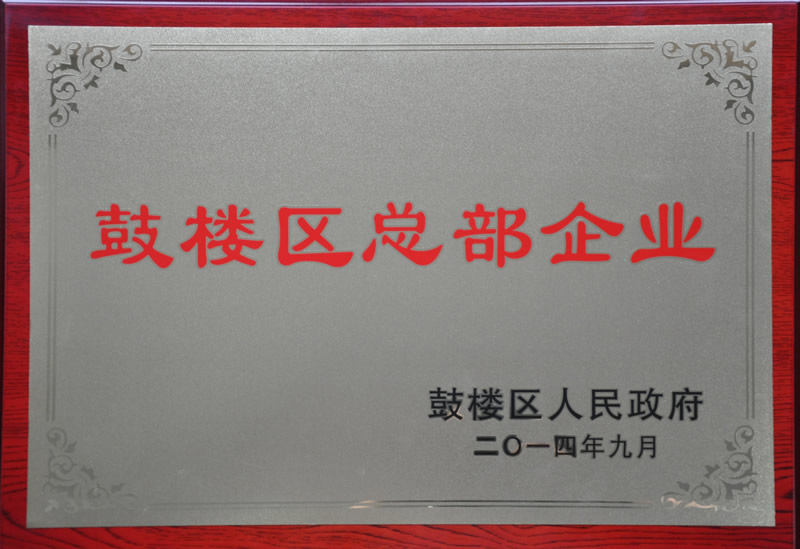 鼓楼区总部企业
鼓楼区人民政府
二〇一四年九月